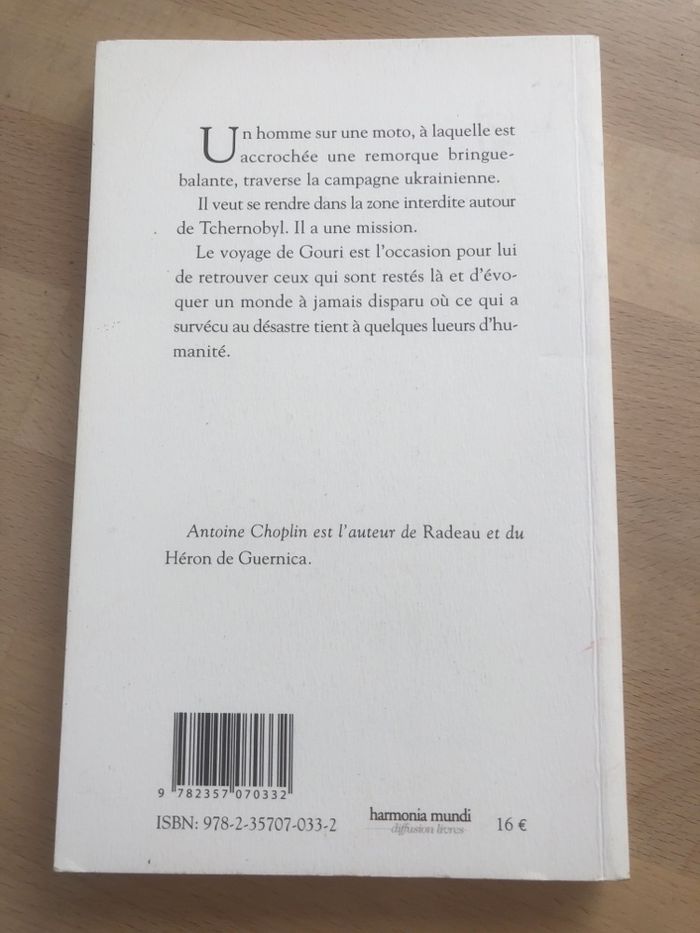 Un homme sur une moto, à laquelle est
accrochée une remorque bringue-
balante, traverse la campagne ukrainienne.
Il veut se rendre dans la zone interdite autour
de Tchernobyl. Il a une mission.
Le voyage de Gouri est l'occasion pour lui
de retrouver ceux qui sont restés là et d'évo-
quer un monde à jamais disparu où ce qui a
survécu au désastre tient à quelques lueurs d'hu-
manité.
Antoine Choplin est l'auteur de Radeau et du
Héron de Guernica.
9 782357 070332
ISBN: 978-2-35707-033-2
harmonia mundi
diffusion livres
16 €